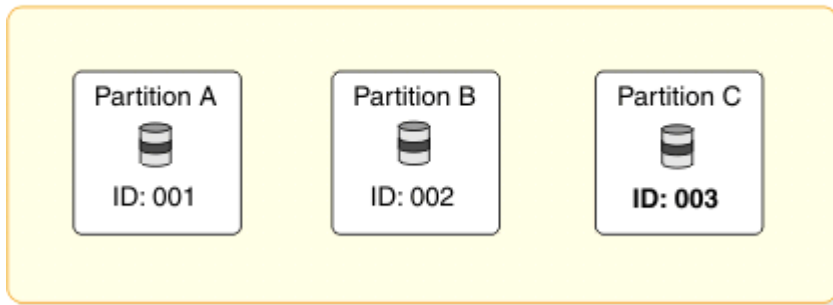 Partition A
ID: 001
Partition B
ID: 002
Partition C
ID: 003